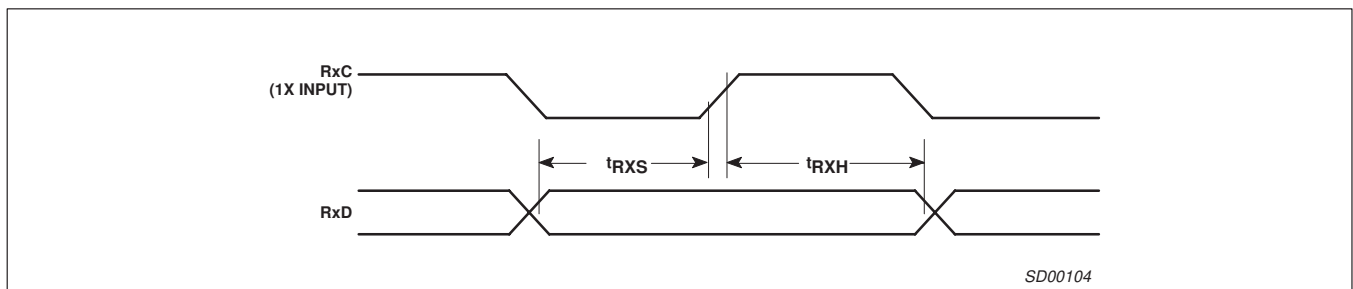 RxC
(1X INPUT)
tRXS
tRXH
RxD
SD00104